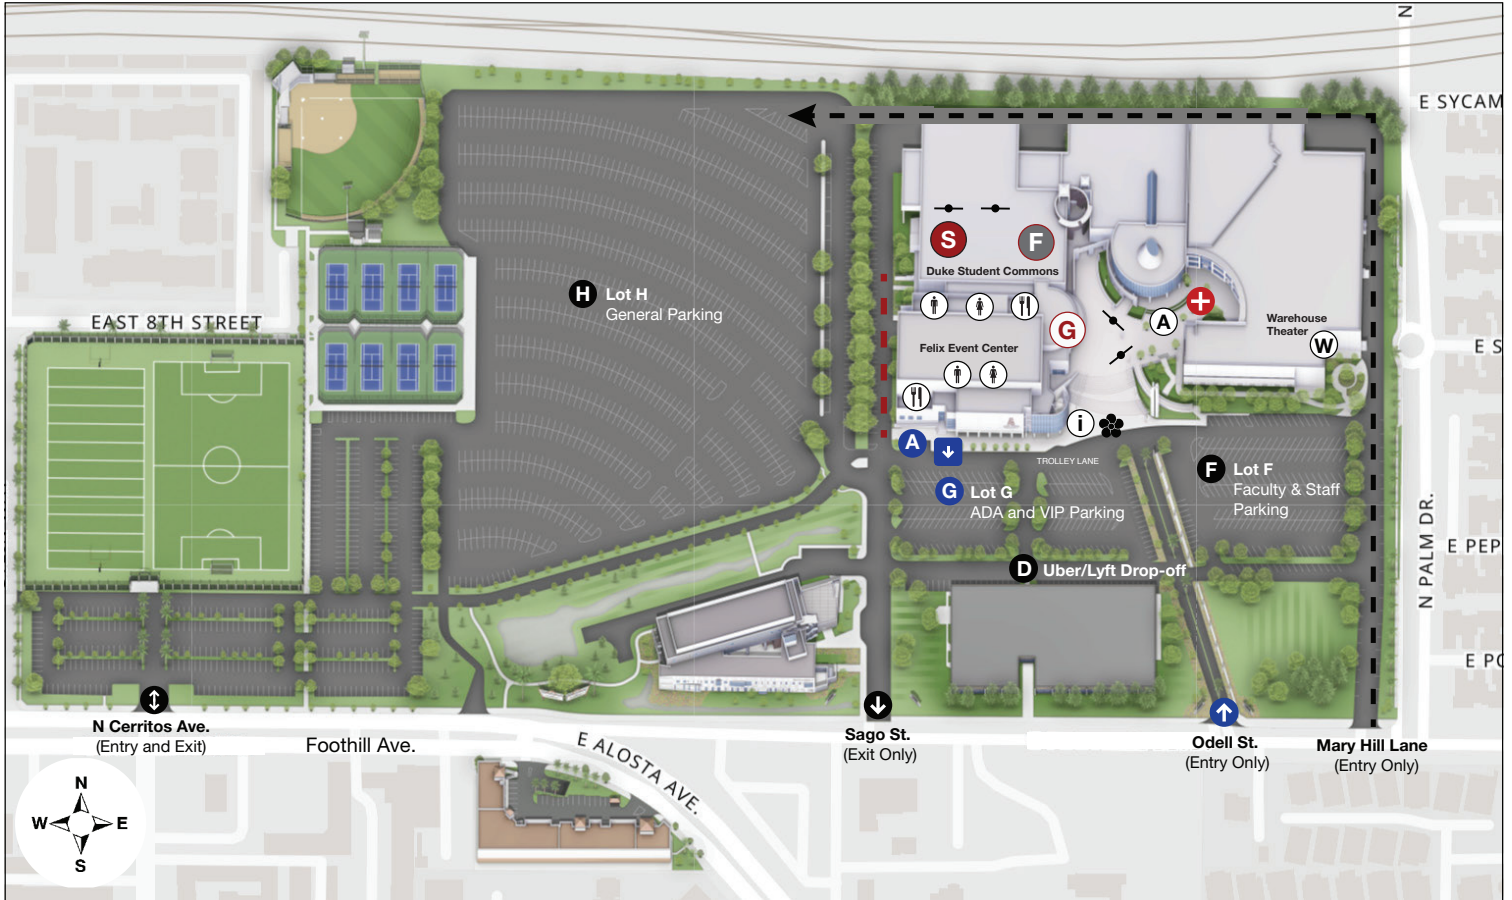 N
E SYCAM
S
F
Duke Student Commons
H
Lot H
General Parking
EAST 8TH STREET
G
A
Warehouse
Theater
W
Felix Event Center
E S
i
A
TROLLEY LANE
F
Lot F
Faculty & Staff
Parking
G
Lot G
ADA and VIP Parking
N PALM DR.
E PEP
D
Uber/Lyft Drop-off
E PO
N Cerritos Ave.
(Entry and Exit)
Foothill Ave.
E ALOSTA AVE.
Sago St.
(Exit Only)
Odell St.
(Entry Only)
Mary Hill Lane
(Entry Only)
N
W
E
S